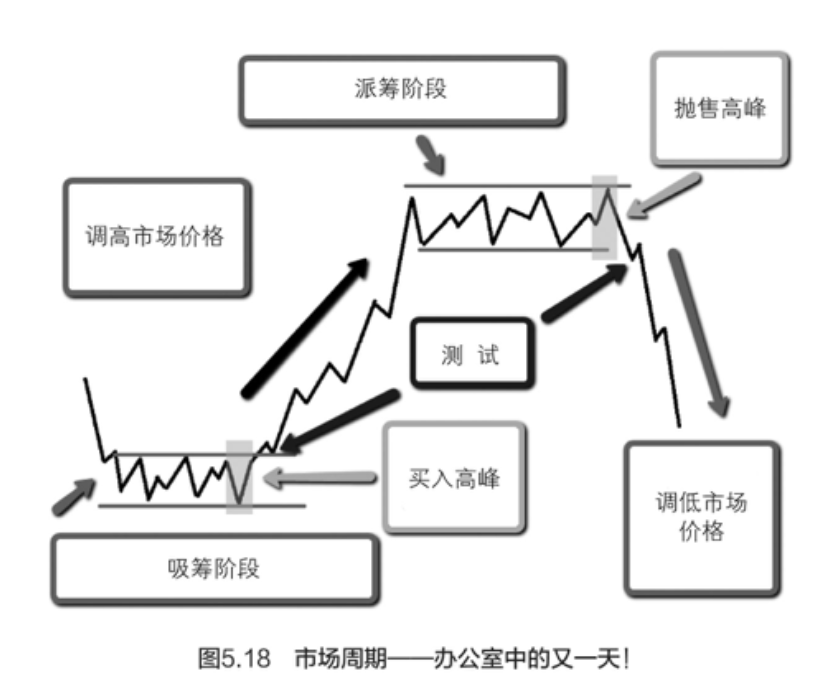 派筹阶段
抛售高峰
调高市场价格
测 试
买入高峰
调低市场
价格
吸筹阶段
图5.18 市场周期——办公室中的又一天！